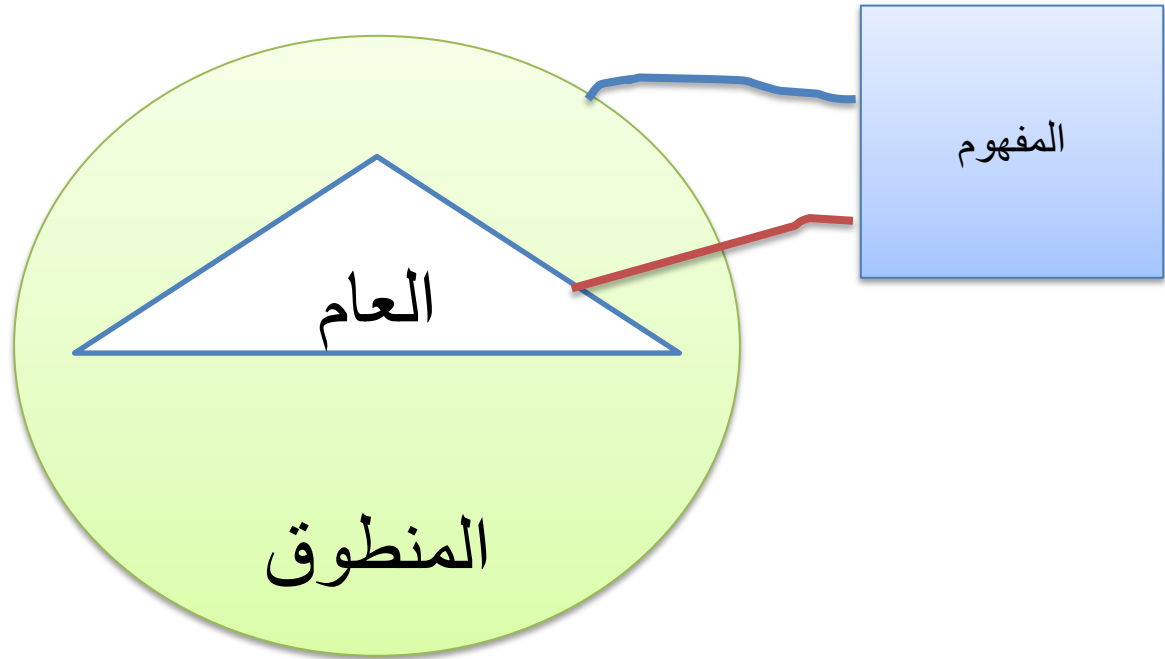 المفهوم
العام
المنطوق